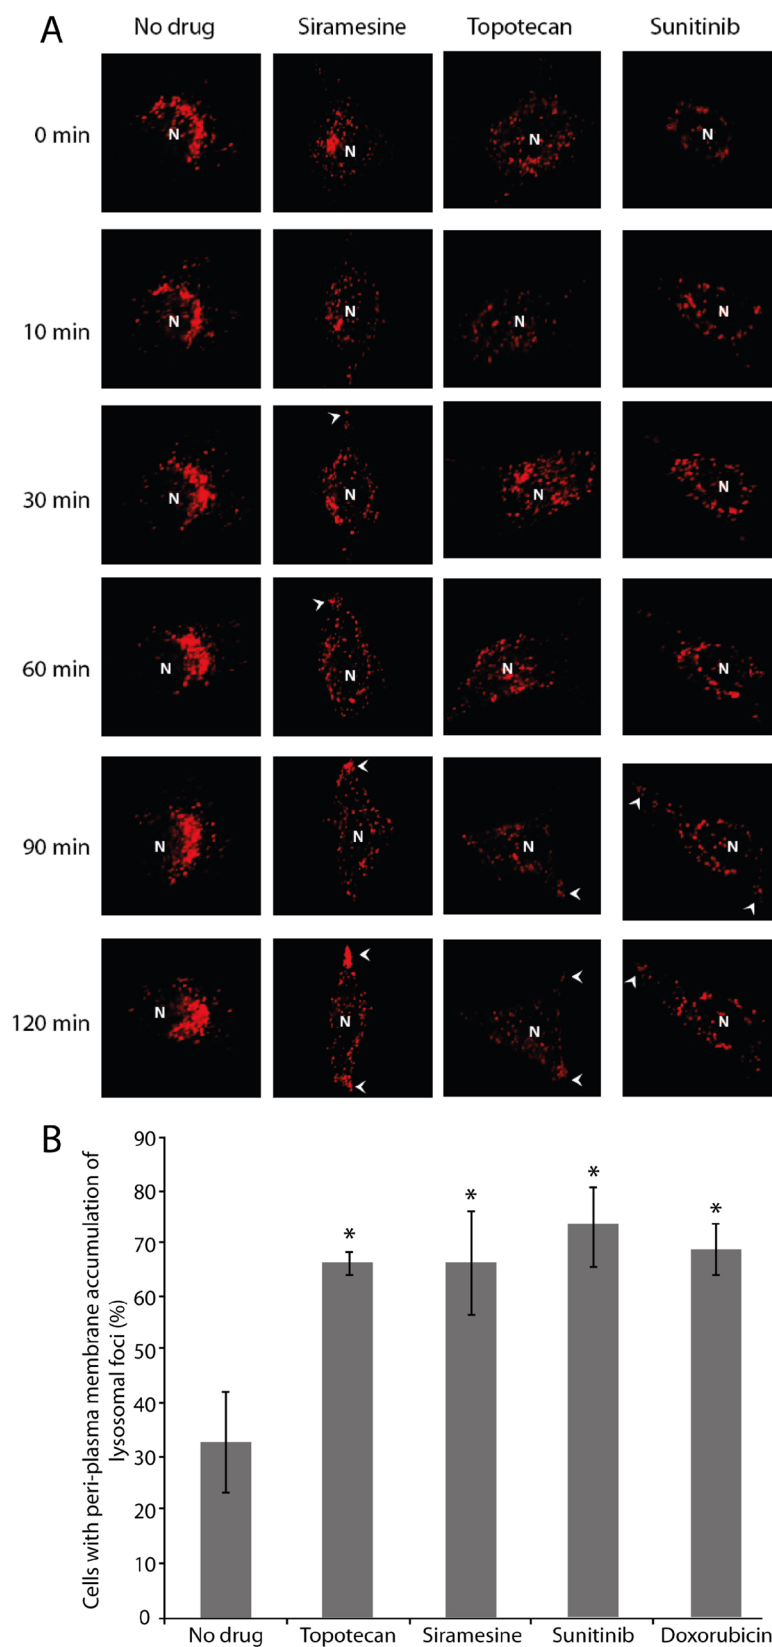 A
No drug Siramesine Topotecan Sunitinib
0 min
N N N N
10 min
N N N N
30 min
N N N N
60 min
N N N N
90 min
N N N N
120 min
N N N N
B
Cells with peri-plasma membrane accumulation of
lysosomal foci (%)
90
80
70
60
50
40
30
20
10
0
* * * *
No drug Topotecan Siramesine Sunitinib Doxorubicin